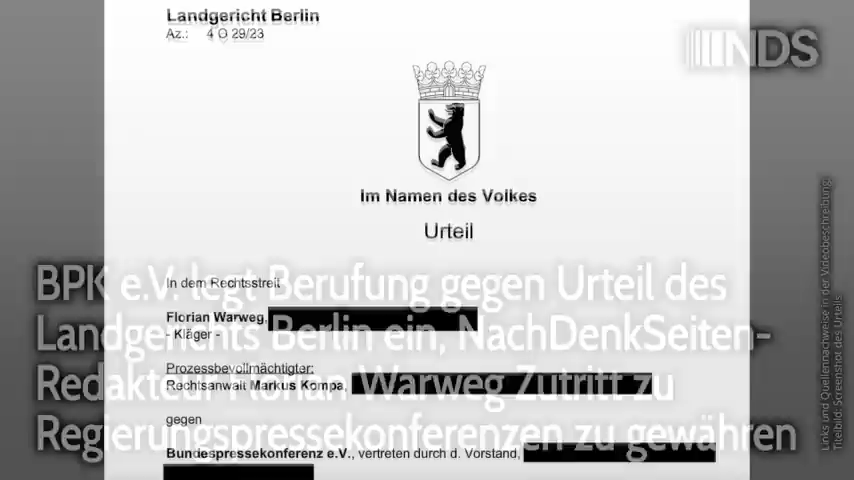 Landgericht Berlin
Az.: 4 O 29/23
NDS
Im Namen des Volkes
Urteil
In dem Rechtsstreit
Florian Warweg,
- Kläger -
Prozessbevollmächtigter:
Rechtsanwalt Markus Kompa,
gegen
Bundespressekonferenz e.V., vertreten durch d. Vorstand,
BPK e.V. legt Berufung gegen Urteil des
Landgerichts Berlin ein, NachDenkSeiten-
Redakteur Florian Warweg Zutritt zu
Regierungspressekonferenzen zu gewähren
Links und Quellennachweise in der Videobeschreibung.
Titelbild: Screenshot des Urteils